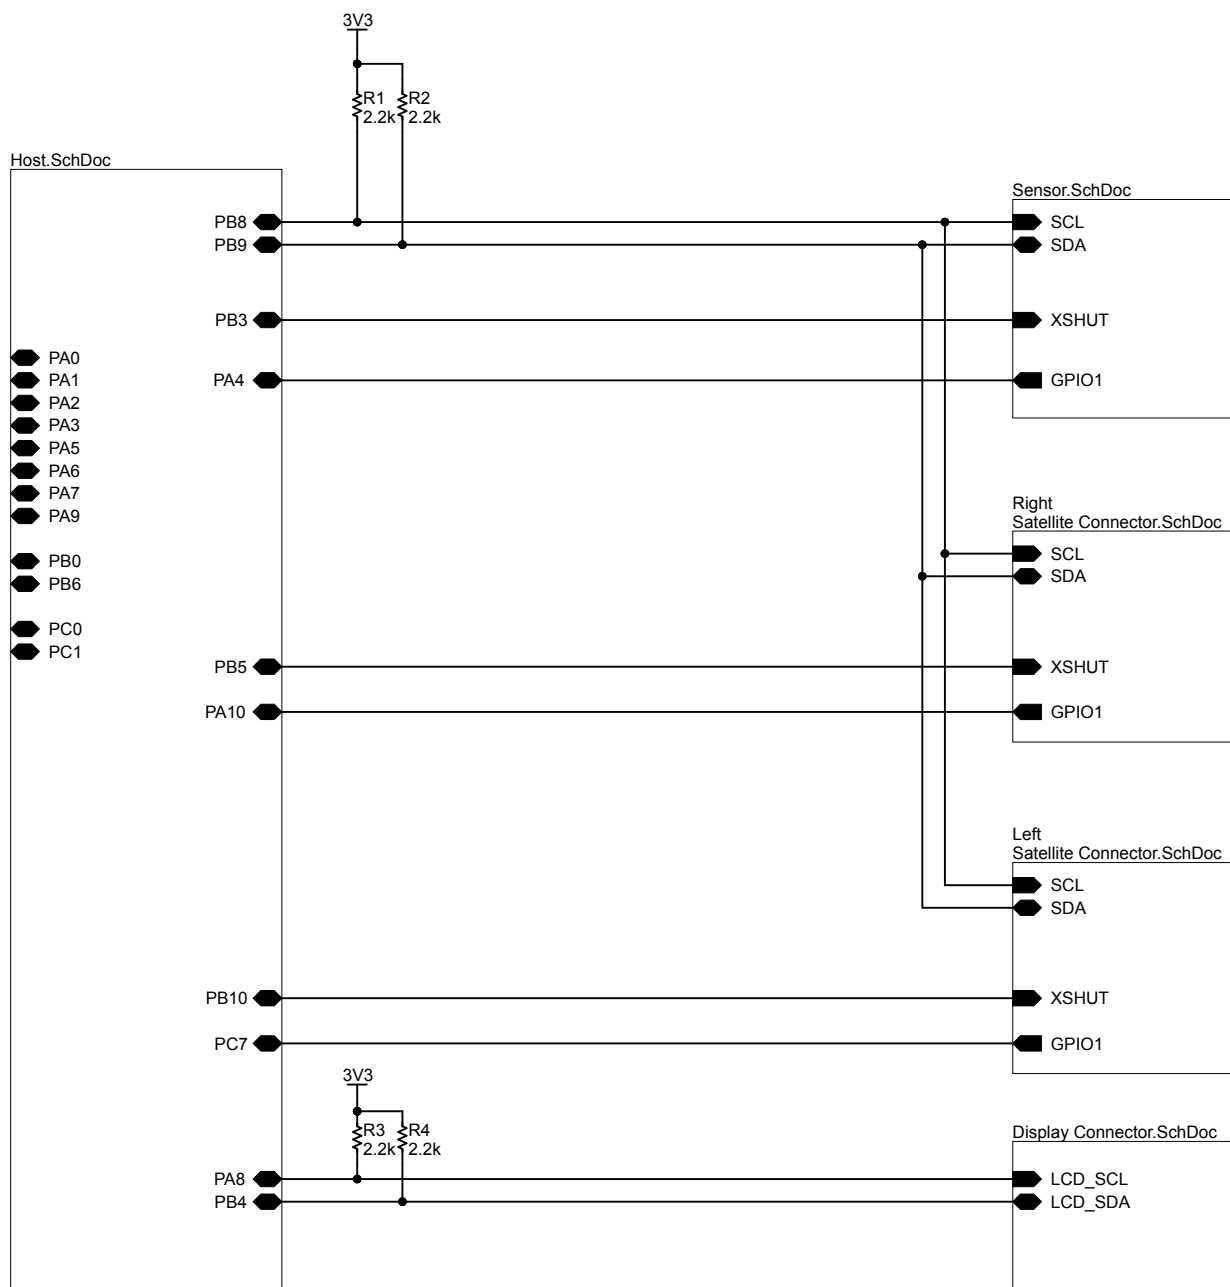 3V3
R1
2.2k
R2
2.2k
Host.SchDoc
PB8
PB9
PB3
PA4
PA0
PA1
PA2
PA3
PA5
PA6
PA7
PA9
PB0
PB6
PC0
PC1
PB5
PA10
PB10
PC7
PA8
PB4
Sensor.SchDoc
SCL
SDA
XSHUT
GPIO1
Right
Satellite Connector.SchDoc
SCL
SDA
XSHUT
GPIO1
Left
Satellite Connector.SchDoc
SCL
SDA
XSHUT
GPIO1
3V3
R3
2.2k
R4
2.2k
Display Connector.SchDoc
LCD_SCL
LCD_SDA